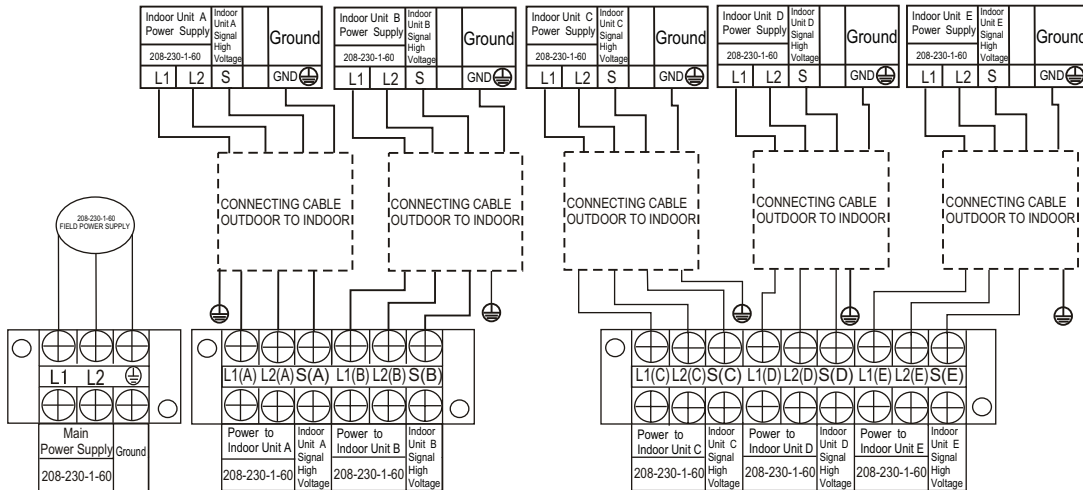 Indoor Unit A
Power Supply
208-230-1-60
Indoor
Unit A
Signal
High
Voltage
Ground
L1 L2 S GND
Indoor Unit B
Power Supply
208-230-1-60
Indoor
Unit B
Signal
High
Voltage
Ground
L1 L2 S GND
Indoor Unit C
Power Supply
208-230-1-60
Indoor
Unit C
Signal
High
Voltage
Ground
L1 L2 S GND
Indoor Unit D
Power Supply
208-230-1-60
Indoor
Unit D
Signal
High
Voltage
Ground
L1 L2 S GND
Indoor Unit E
Power Supply
208-230-1-60
Indoor
Unit E
Signal
High
Voltage
Ground
L1 L2 S GND
CONNECTING CABLE
OUTDOOR TO INDOOR
CONNECTING CABLE
OUTDOOR TO INDOOR
CONNECTING CABLE
OUTDOOR TO INDOOR
CONNECTING CABLE
OUTDOOR TO INDOOR
CONNECTING CABLE
OUTDOOR TO INDOOR
208-230-1-60
FIELD POWER SUPPLY
L1 L2
Main
Power Supply
208-230-1-60
Ground
L1(A) L2(A) S(A) L1(B) L2(B) S(B)
Power to
Indoor Unit A
208-230-1-60
Indoor
Unit A
Signal
High
Voltage
Power to
Indoor Unit B
208-230-1-60
Indoor
Unit B
Signal
High
Voltage
L1(C) L2(C) S(C) L1(D) L2(D) S(D) L1(E) L2(E) S(E)
Power to
Indoor Unit C
208-230-1-60
Indoor
Unit C
Signal
High
Voltage
Power to
Indoor Unit D
208-230-1-60
Indoor
Unit D
Signal
High
Voltage
Power to
Indoor Unit E
208-230-1-60
Indoor
Unit E
Signal
High
Voltage